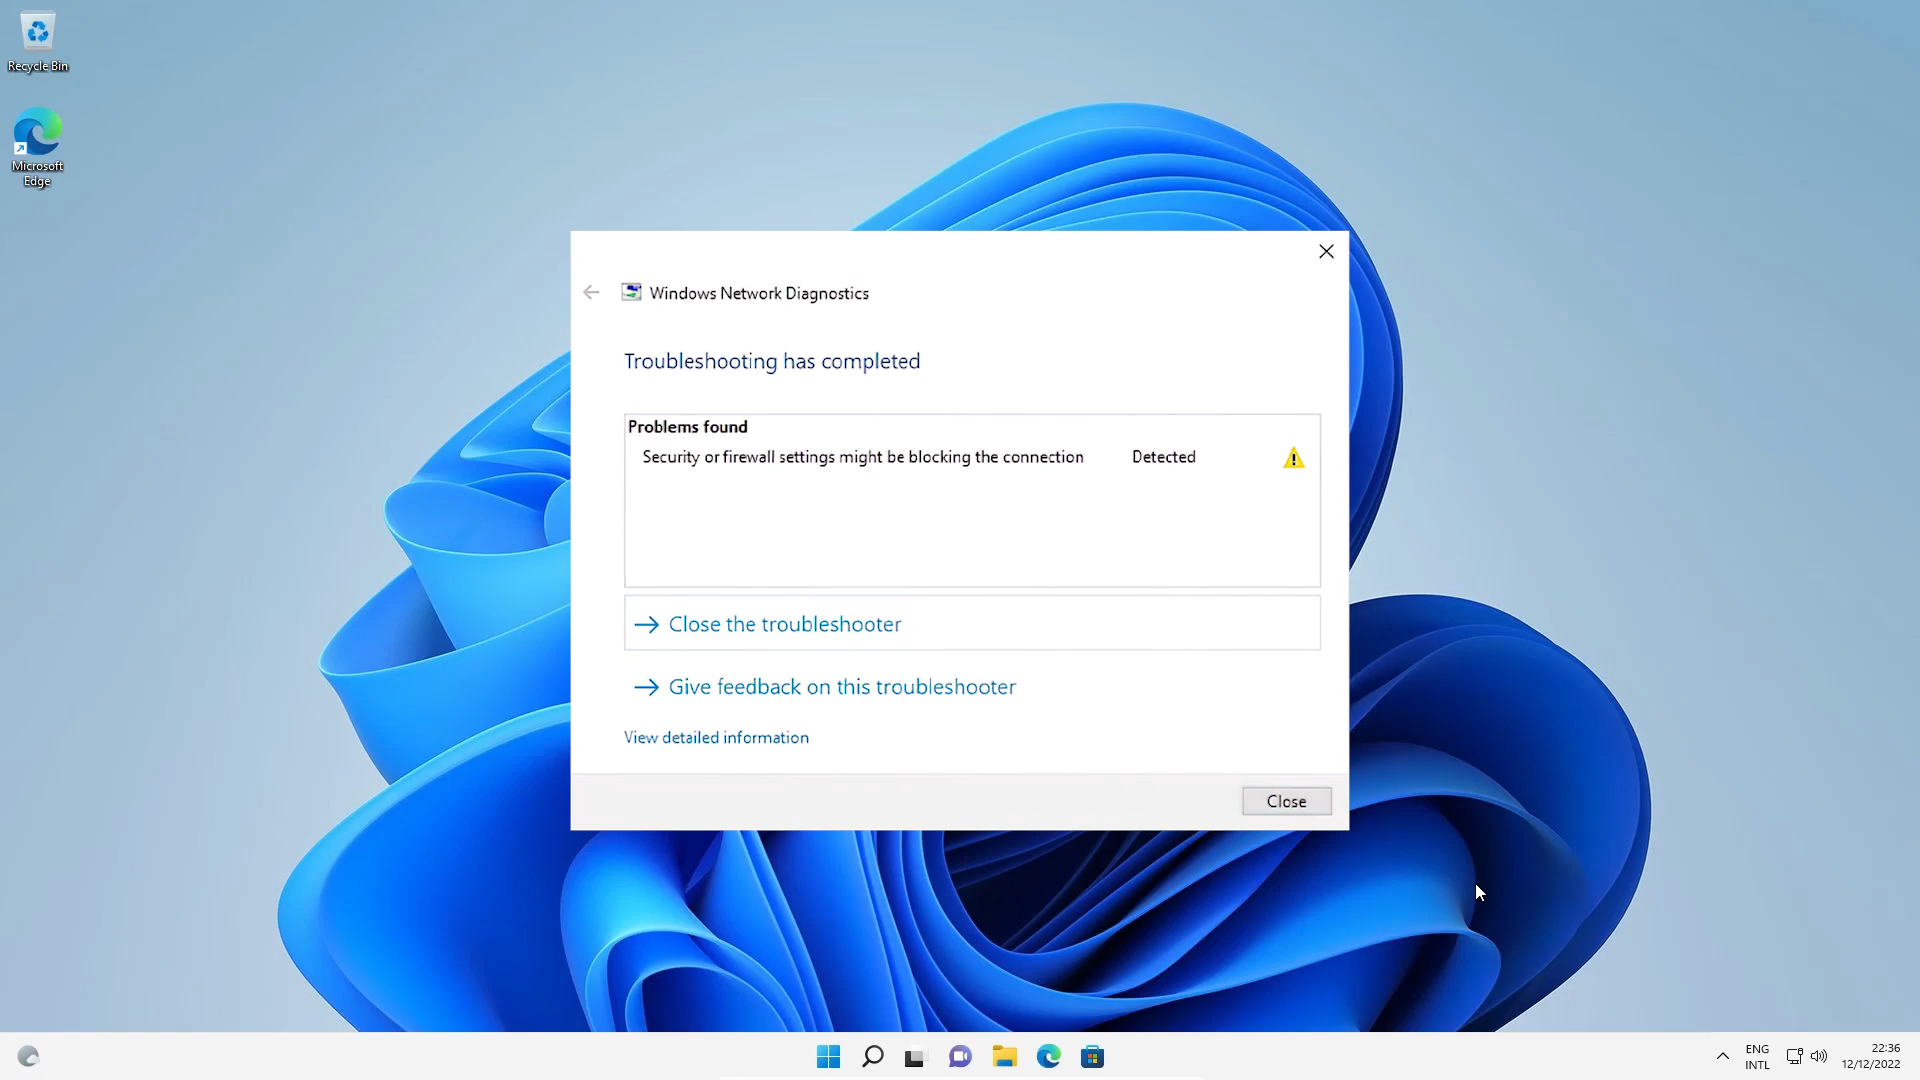 Recycle Bin
Microsoft
Edge
Windows Network Diagnostics
Troubleshooting has completed
Problems found
Security or firewall settings might be blocking the connection Detected
Close the troubleshooter
Give feedback on this troubleshooter
View detailed information
Close
ENG
INTL
22:36
12/12/2022